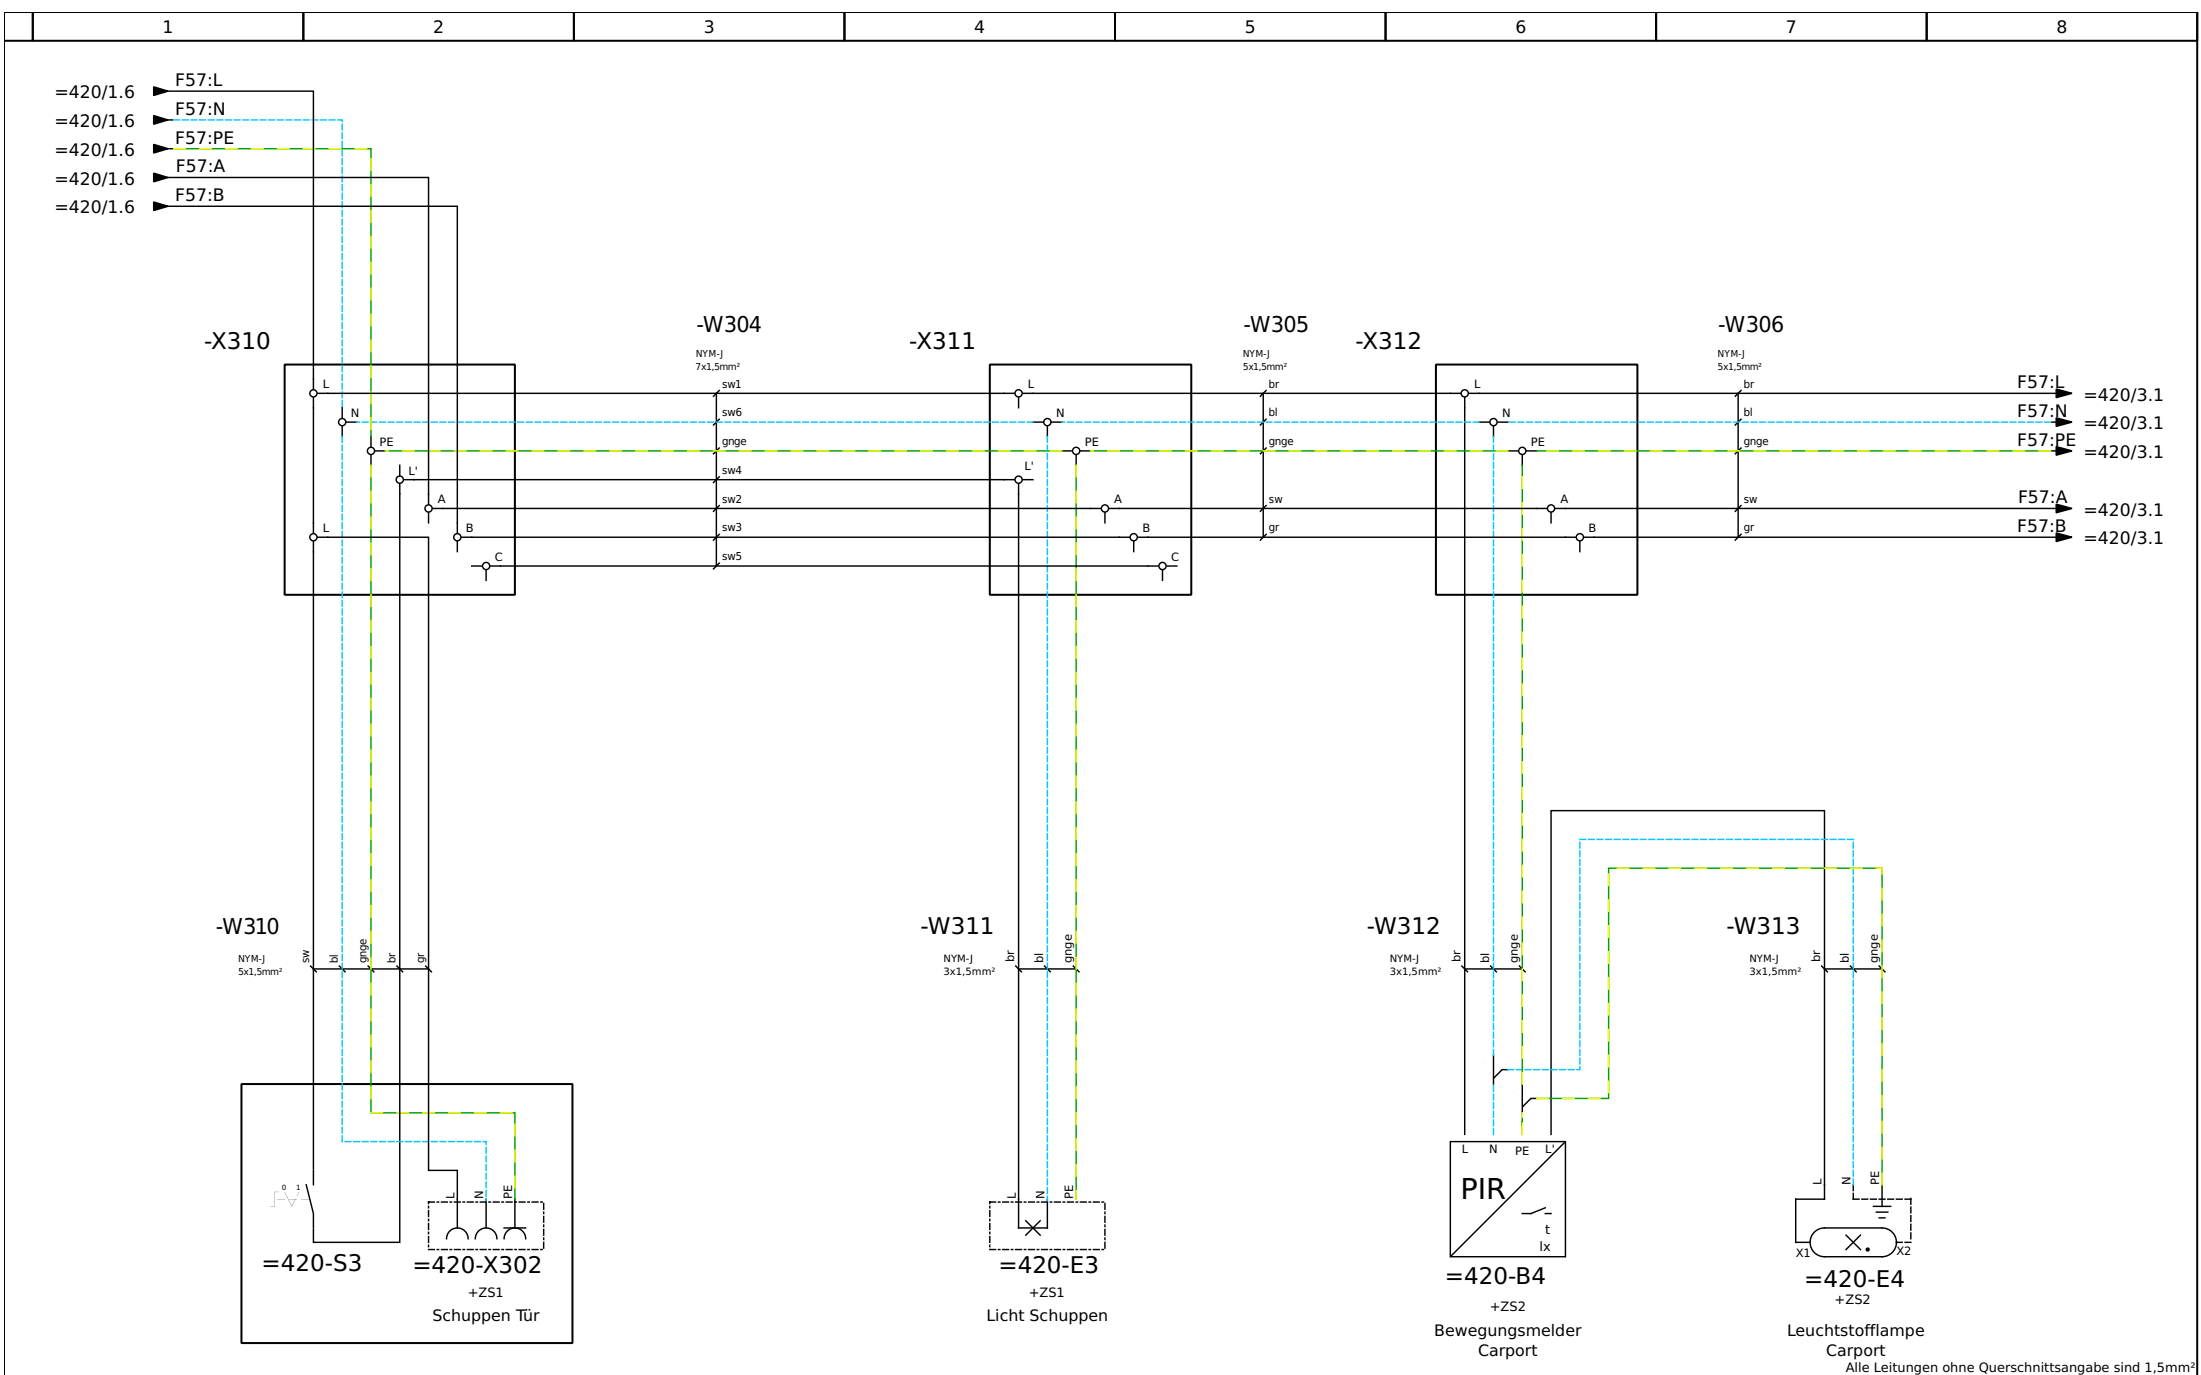 1 2 3 4 5 6 7 8
=420/1.6 F57:L
=420/1.6 F57:N
=420/1.6 F57:PE
=420/1.6 F57:A
=420/1.6 F57:B
-X310
-W304
NYM-J
7x1,5mm²
-X311
-W305
NYM-J
5x1,5mm²
-X312
-W306
NYM-J
5x1,5mm²
L sw1 L br L br F57:L =420/3.1
N sw6 N bl N bl F57:N =420/3.1
PE gnge PE gnge PE gnge F57:PE =420/3.1
L' sw4 L'
A sw2 A sw A sw F57:A =420/3.1
L B sw3 B gr B gr F57:B =420/3.1
C sw5 C
-W310
NYM-J
5x1,5mm²
sw bl gnge br gr
-W311
NYM-J
3x1,5mm²
br bl gnge
-W312
NYM-J
3x1,5mm²
br bl gnge
-W313
NYM-J
3x1,5mm²
br bl gnge
0 1
=420-S3
L N PE
=420-X302
+ZS1
Schuppen Tür
L N PE
=420-E3
+ZS1
Licht Schuppen
L N PE L'
PIR
t
lx
=420-B4
+ZS2
Bewegungsmelder
Carport
L N PE
X1 X2
=420-E4
+ZS2
Leuchtstofflampe
Carport
Alle Leitungen ohne Querschnittsangabe sind 1,5mm²